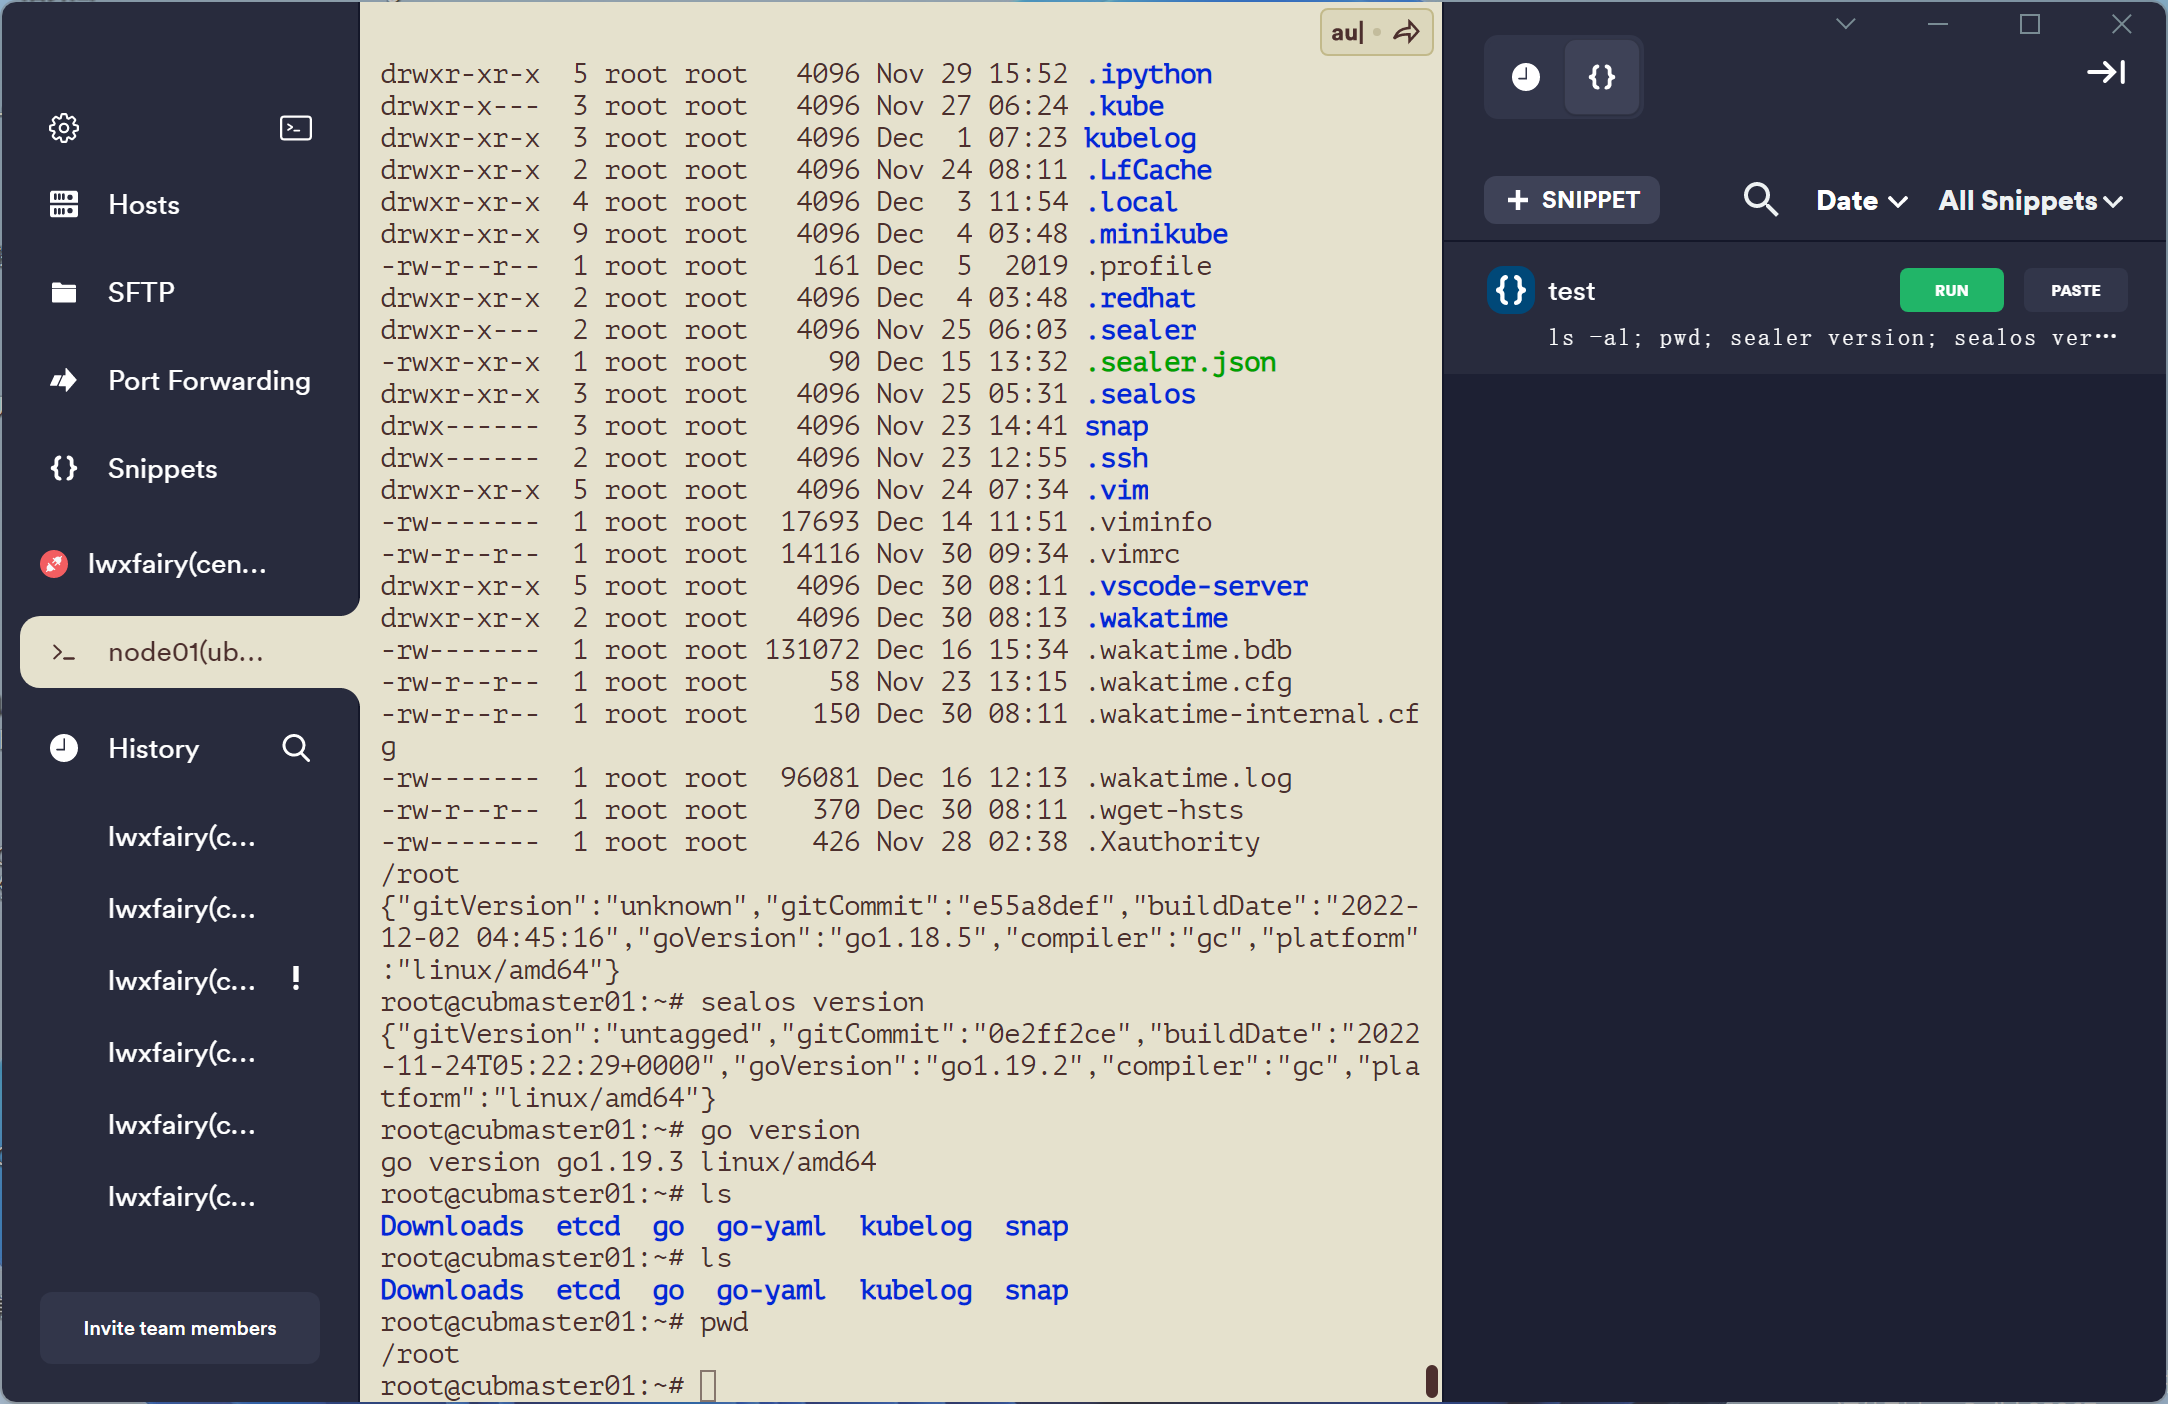 Hosts
SFTP
Port Forwarding
Snippets
lwxfairy(cen...
node01(ub...
History
lwxfairy(c...
lwxfairy(c...
lwxfairy(c... !
lwxfairy(c...
lwxfairy(c...
lwxfairy(c...
Invite team members
au|
drwxr-xr-x  5 root root   4096 Nov 29 15:52 .ipython
drwxr-x---  3 root root   4096 Nov 27 06:24 .kube
drwxr-xr-x  3 root root   4096 Dec  1 07:23 kubelog
drwxr-xr-x  2 root root   4096 Nov 24 08:11 .LfCache
drwxr-xr-x  4 root root   4096 Dec  3 11:54 .local
drwxr-xr-x  9 root root   4096 Dec  4 03:48 .minikube
-rw-r--r--  1 root root    161 Dec  5  2019 .profile
drwxr-xr-x  2 root root   4096 Dec  4 03:48 .redhat
drwxr-x---  2 root root   4096 Nov 25 06:03 .sealer
-rwxr-xr-x  1 root root     90 Dec 15 13:32 .sealer.json
drwxr-xr-x  3 root root   4096 Nov 25 05:31 .sealos
drwx------  3 root root   4096 Nov 23 14:41 snap
drwx------  2 root root   4096 Nov 23 12:55 .ssh
drwxr-xr-x  5 root root   4096 Nov 24 07:34 .vim
-rw-------  1 root root  17693 Dec 14 11:51 .viminfo
-rw-r--r--  1 root root  14116 Nov 30 09:34 .vimrc
drwxr-xr-x  5 root root   4096 Dec 30 08:11 .vscode-server
drwxr-xr-x  2 root root   4096 Dec 30 08:13 .wakatime
-rw-------  1 root root 131072 Dec 16 15:34 .wakatime.bdb
-rw-r--r--  1 root root     58 Nov 23 13:15 .wakatime.cfg
-rw-r--r--  1 root root    150 Dec 30 08:11 .wakatime-internal.cf
g
-rw-------  1 root root  96081 Dec 16 12:13 .wakatime.log
-rw-r--r--  1 root root    370 Dec 30 08:11 .wget-hsts
-rw-------  1 root root    426 Nov 28 02:38 .Xauthority
/root
{"gitVersion":"unknown","gitCommit":"e55a8def","buildDate":"2022-
12-02 04:45:16","goVersion":"go1.18.5","compiler":"gc","platform"
:"linux/amd64"}
root@cubmaster01:~# sealos version
{"gitVersion":"untagged","gitCommit":"0e2ff2ce","buildDate":"2022
-11-24T05:22:29+0000","goVersion":"go1.19.2","compiler":"gc","pla
tform":"linux/amd64"}
root@cubmaster01:~# go version
go version go1.19.3 linux/amd64
root@cubmaster01:~# ls
Downloads  etcd  go  go-yaml  kubelog  snap
root@cubmaster01:~# ls
Downloads  etcd  go  go-yaml  kubelog  snap
root@cubmaster01:~# pwd
/root
root@cubmaster01:~#
{}
+ SNIPPET Date All Snippets
{} test RUN PASTE
ls -al; pwd; sealer version; sealos ver...